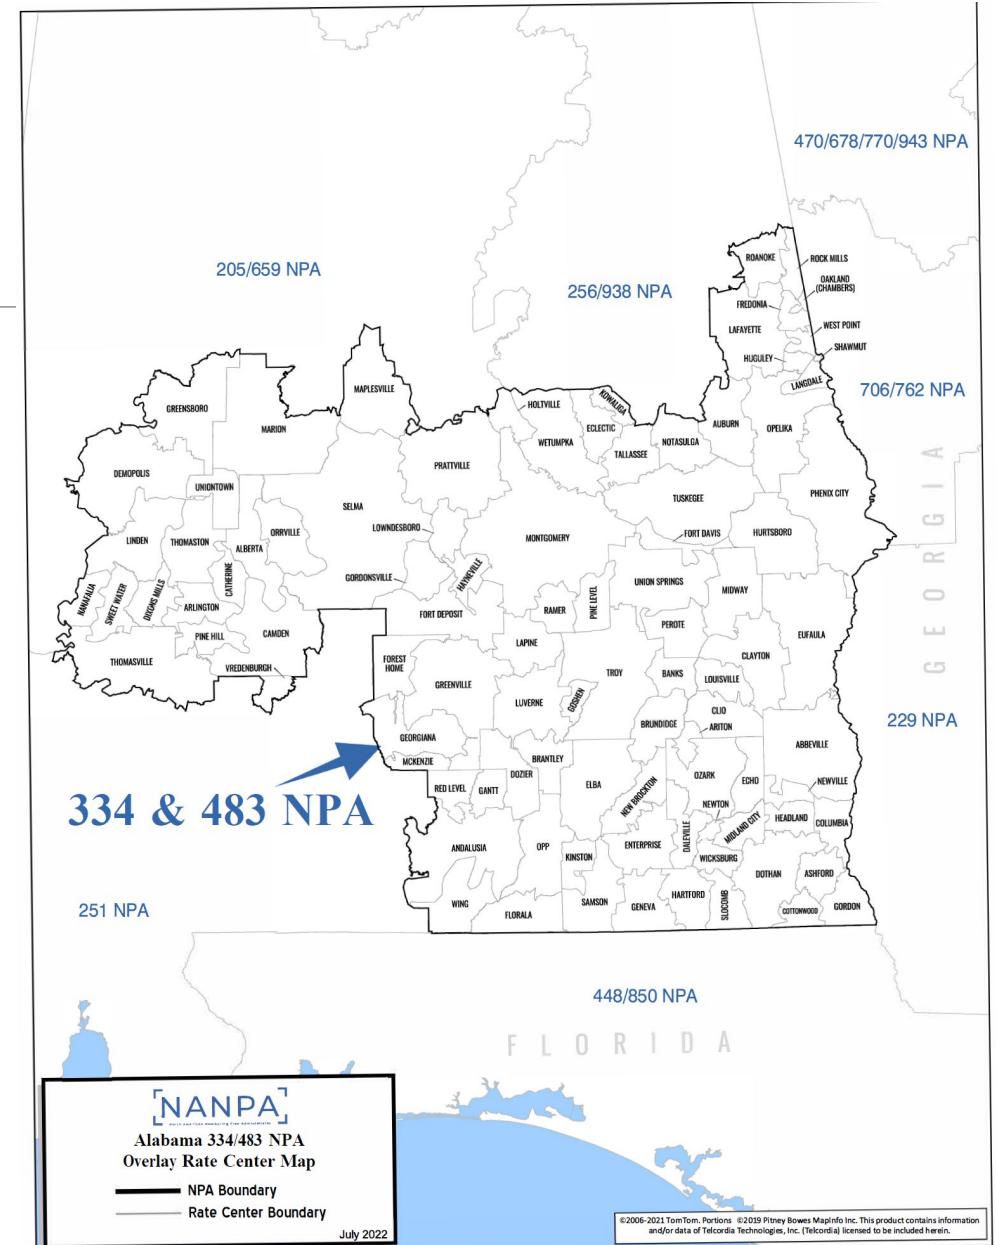 470/678/770/943 NPA
205/659 NPA
256/938 NPA
ROANOKE
ROCK MILLS
OAKLAND
(CHAMBERS)
FREDONIA
LAFAYETTE
WEST POINT
SHAWMUT
HUGULEY
LANGDALE
706/762 NPA
MAPLESVILLE
GREENSBORO
MARION
HOLTVILLE
KOWALIGA
WETUMPKA
ECLECTIC
TALLASSEE
NOTASULGA
AUBURN
OPELIKA
DEMOPOLIS
UNIONTOWN
PRATTVILLE
SELMA
LOWNDESBORO
TUSKEGEE
PHENIX CITY
FORT DAVIS
HURTSBORO
MONTGOMERY
LINDEN
THOMASTON
ALBERTA
ORRVILLE
CATHERINE
GORDONSVILLE
HAYNEVILLE
NANAFALIA
SWEET WATER
DIXONS MILLS
ARLINGTON
FORT DEPOSIT
RAMER
PINE LEVEL
UNION SPRINGS
MIDWAY
PEROTE
EUFAULA
PINE HILL
CAMDEN
THOMASVILLE
VREDENBURGH
FOREST
HOME
LAPINE
GREENVILLE
TROY
BANKS
CLAYTON
LOUISVILLE
LUVERNE
GOSHEN
CLIO
ARITON
BRUNDIDGE
GEORGIANA
MCKENZIE
ABBEVILLE
BRANTLEY
DOZIER
RED LEVEL
GANTT
ELBA
NEW BROCKTON
OZARK
ECHO
NEWVILLE
NEWTON
MIDLAND CITY
HEADLAND
COLUMBIA
ANDALUSIA
OPP
KINSTON
ENTERPRISE
DALEVILLE
WICKSBURG
DOTHAN
ASHFORD
WING
FLORALA
SAMSON
GENEVA
HARTFORD
SLOCOMB
COTTONWOOD
GORDON
GEORGIA
229 NPA
334 & 483 NPA
251 NPA
448/850 NPA
FLORIDA
NANPA
North American Numbering Plan Administrator
Alabama 334/483 NPA
Overlay Rate Center Map
NPA Boundary
Rate Center Boundary
July 2022
©2006-2021 TomTom. Portions ©2019 Pitney Bowes MapInfo Inc. This product contains information
and/or data of Telcordia Technologies, Inc. (Telcordia) licensed to be included herein.